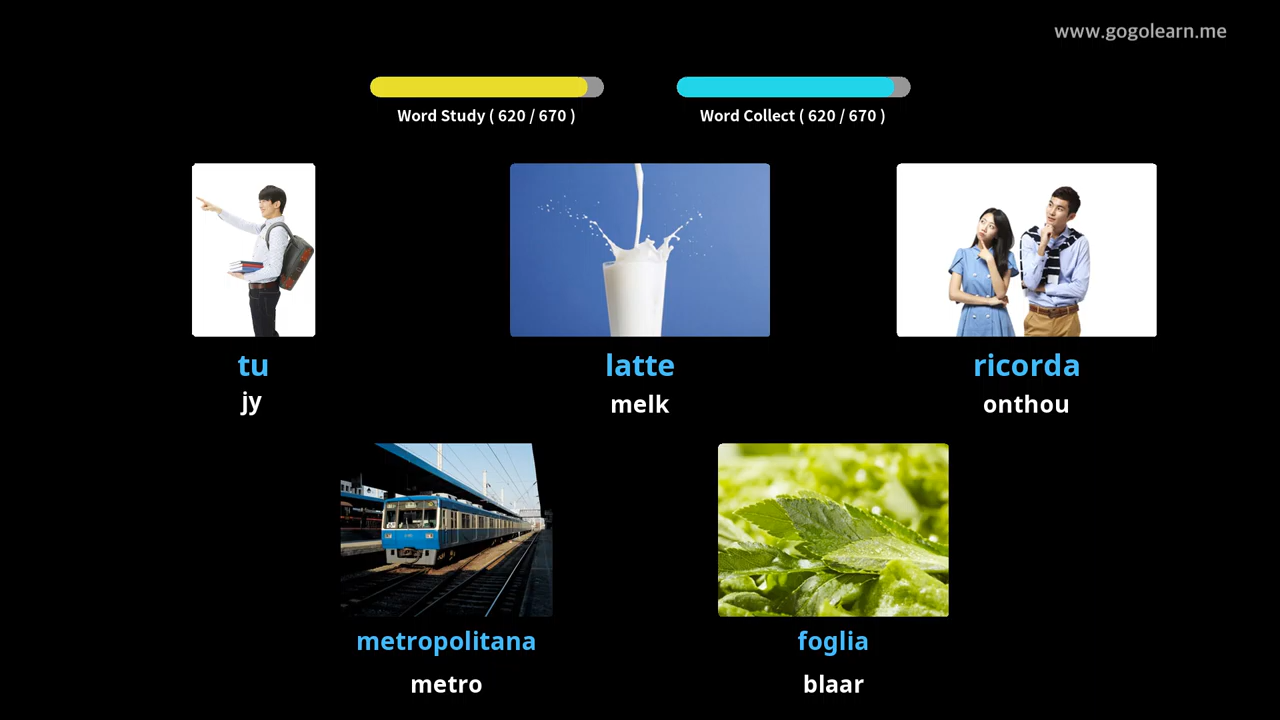 www.gogolearn.me
Word Study ( 620 / 670 )
Word Collect ( 620 / 670 )
tu
jy
latte
melk
ricorda
onthou
metropolitana
metro
foglia
blaar